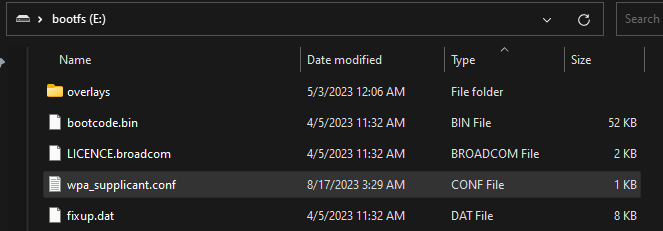 bootfs (E:) Search
Name Date modified Type Size
overlays 5/3/2023 12:06 AM File folder
bootcode.bin 4/5/2023 11:32 AM BIN File 52 KB
LICENCE.broadcom 4/5/2023 11:32 AM BROADCOM File 2 KB
wpa_supplicant.conf 8/17/2023 3:29 AM CONF File 1 KB
fixup.dat 4/5/2023 11:32 AM DAT File 8 KB